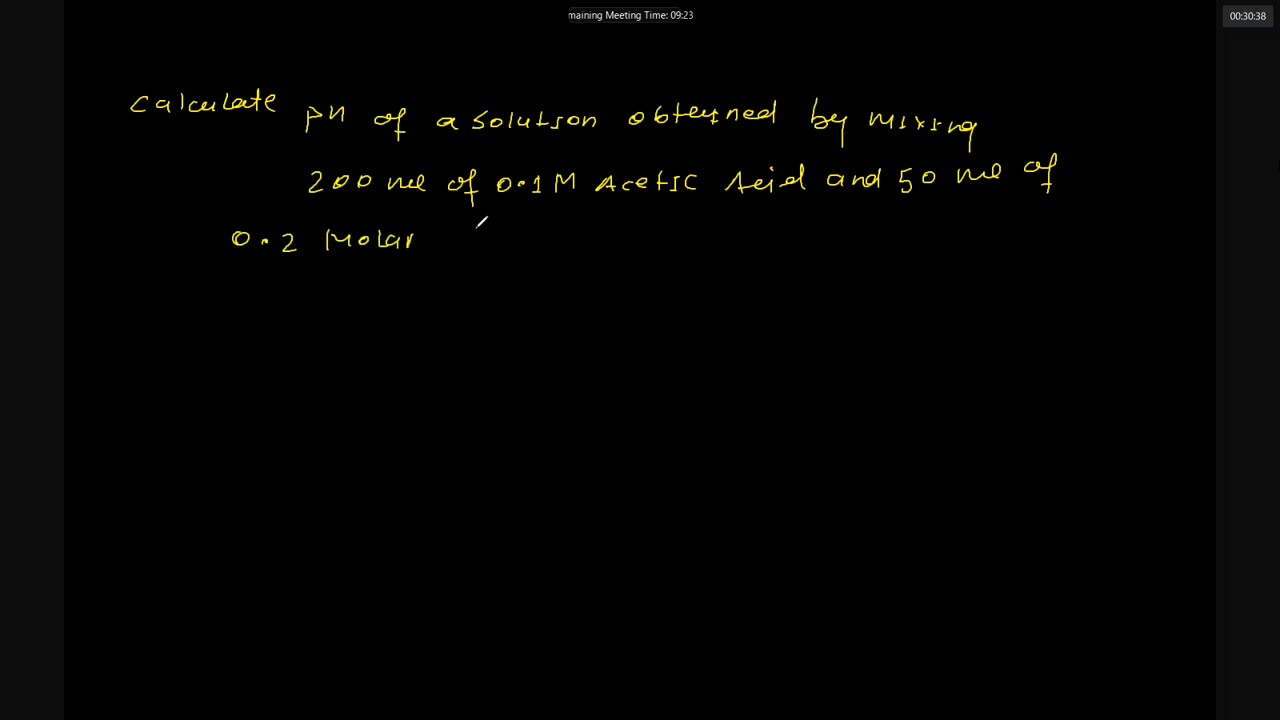 maining Meeting Time: 09:23
00:30:38
Calculate pH of a solution obtained by mixing
200 ml of 0.1M Acetic Acid and 50 ml of
0.2 Molar